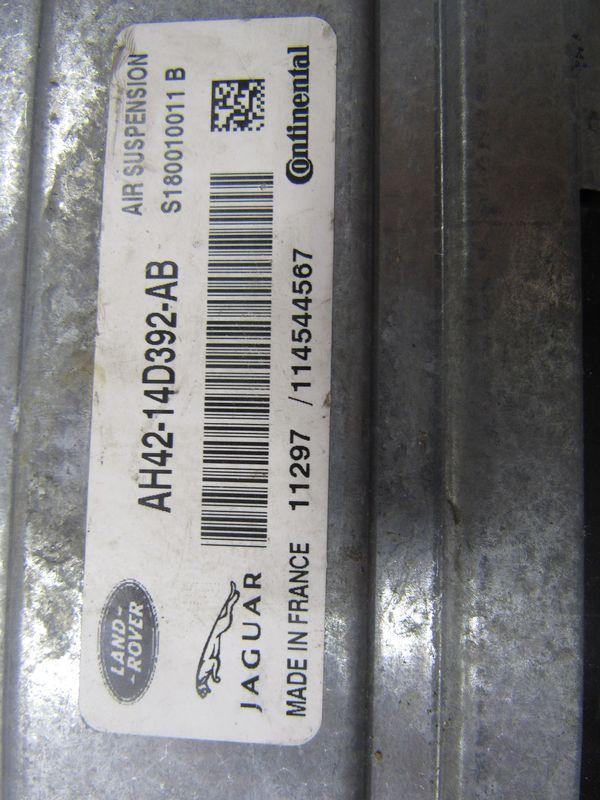 LAND-
-ROVER
AH42-14D392-AB
AIR SUSPENSION
S180010011 B
JAGUAR
Continental
MADE IN FRANCE 11297 /114544567